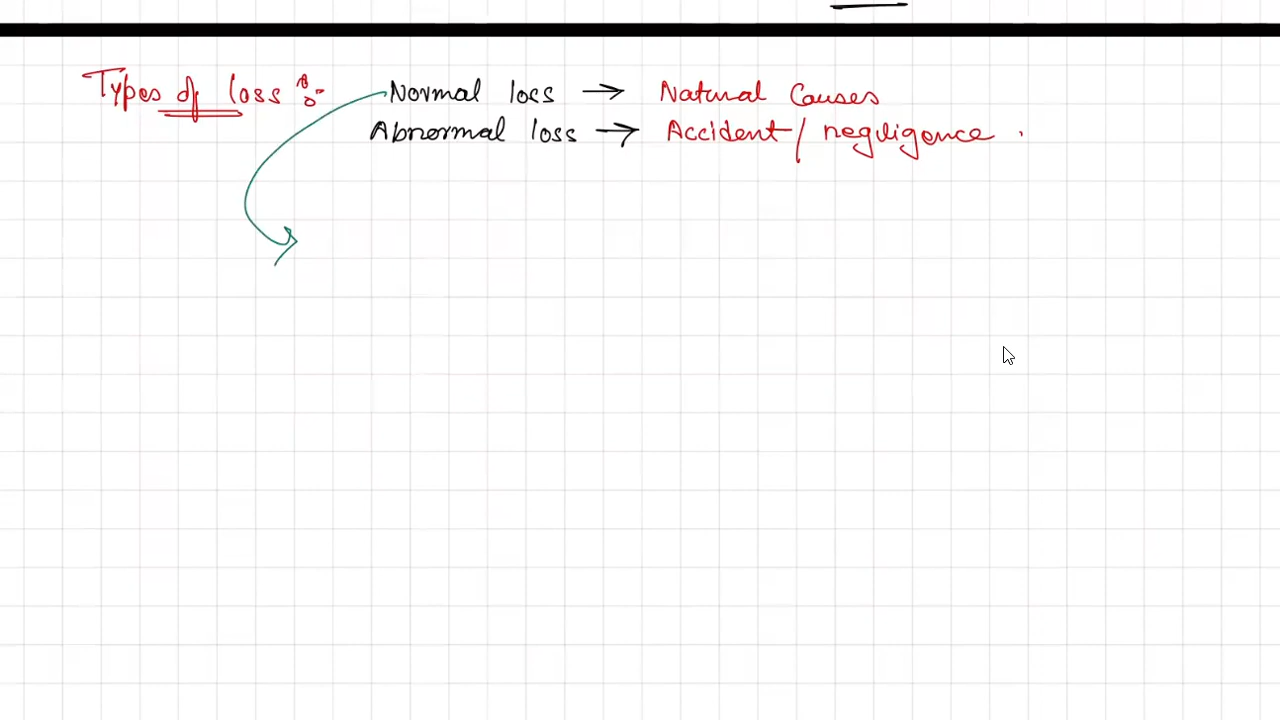 Types of loss :- Normal loss → Natural Causes
Abnormal loss → Accident / negligence .